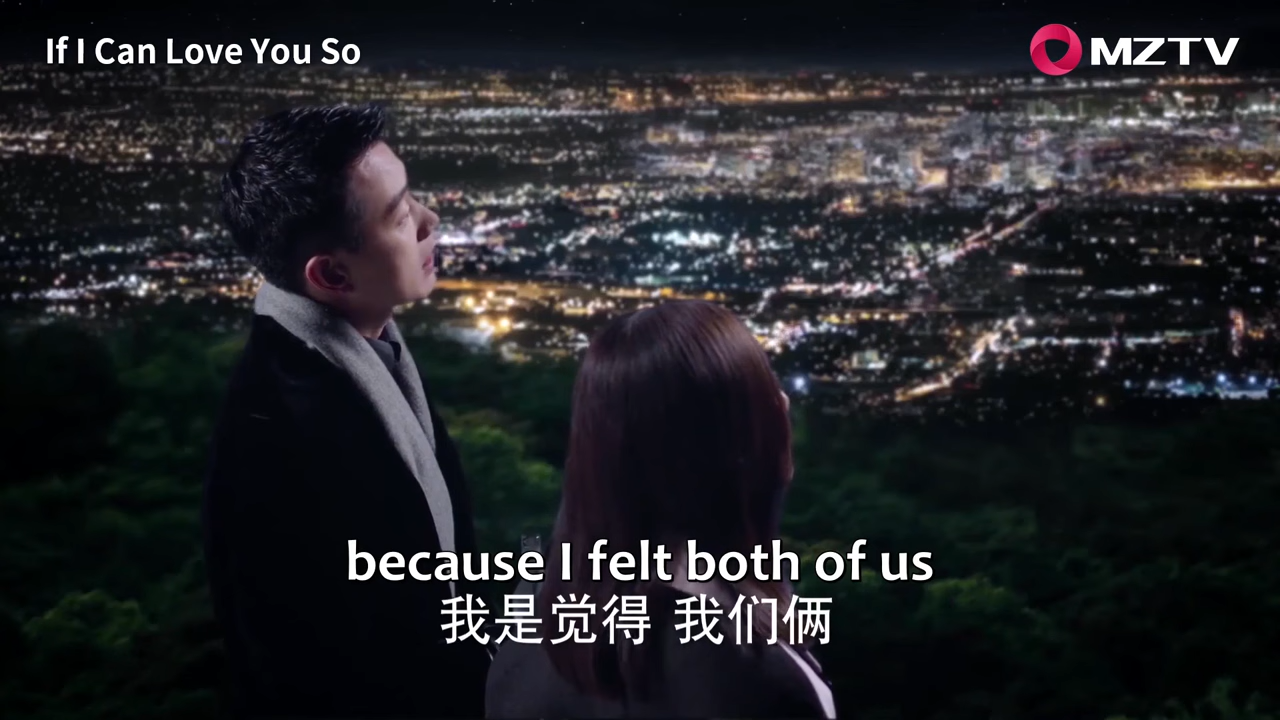 If I Can Love You So
MZTV
because I felt both of us
我是觉得 我们俩